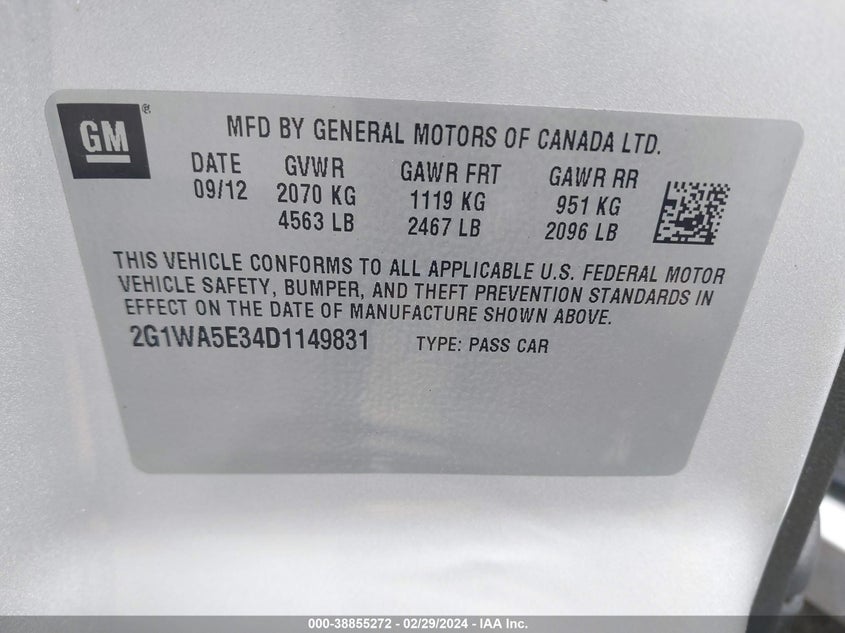 GM®
MFD BY GENERAL MOTORS OF CANADA LTD.
DATE GVWR GAWR FRT GAWR RR
09/12 2070 KG 1119 KG 951 KG
4563 LB 2467 LB 2096 LB
THIS VEHICLE CONFORMS TO ALL APPLICABLE U.S. FEDERAL MOTOR
VEHICLE SAFETY, BUMPER, AND THEFT PREVENTION STANDARDS IN
EFFECT ON THE DATE OF MANUFACTURE SHOWN ABOVE.
2G1WA5E34D1149831 TYPE: PASS CAR
000-38855272 / 02/29/2024 - IAA Inc.